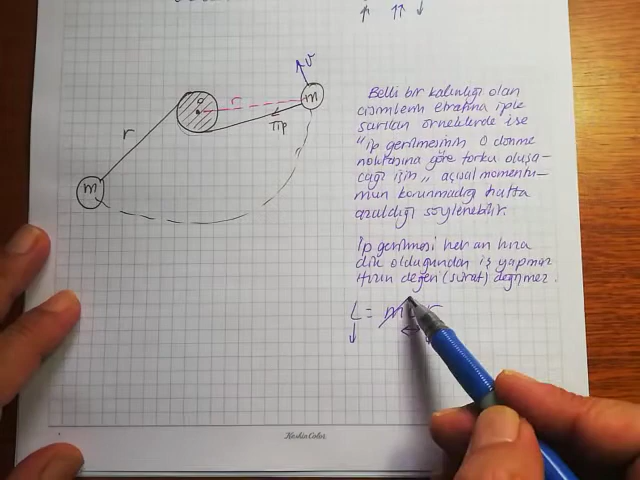 v
r
m
o
r
Tip
m
Belli bir kalınlığı olan
cisimlerin etrafına iple
sarılan örneklerde ise
"ip gerilmesinin O dönme
noktasına göre torku oluşa-
cağı için„ açısal momentu-
mun korunmadığı hatta
azaldığı söylenebilir.
İp gerilmesi her an hıza
dik olduğundan iş yapmaz
Hızın değeri (sürat) değişmez.
L = m r
KeskinColor